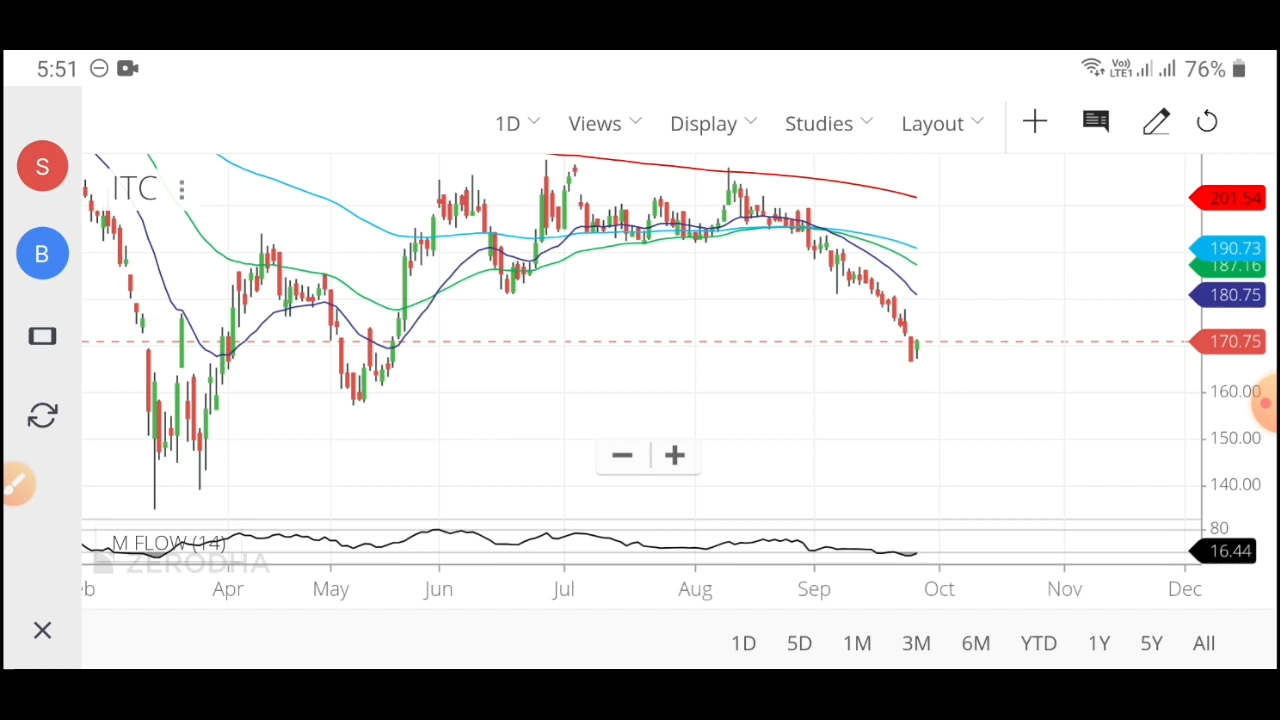 5:51 Vo) LTE1 76%
1D Views Display Studies Layout
S
ITC
201.54
B
190.73
187.16
180.75
170.75
160.00
150.00
140.00
80
M FLOW (14)
16.44
ZERODHA
b Apr May Jun Jul Aug Sep Oct Nov Dec
1D 5D 1M 3M 6M YTD 1Y 5Y All